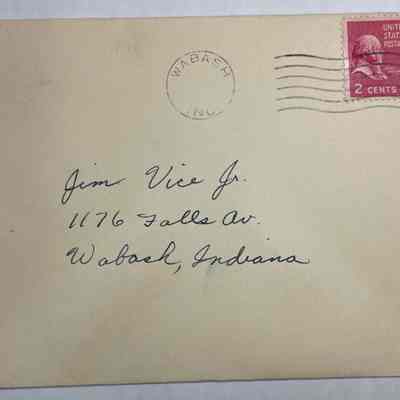 WABASH
IND.
UNITED
STATES
POSTAGE
2 CENTS
Jim Vice Jr.
1176 Falls Av.
Wabash, Indiana